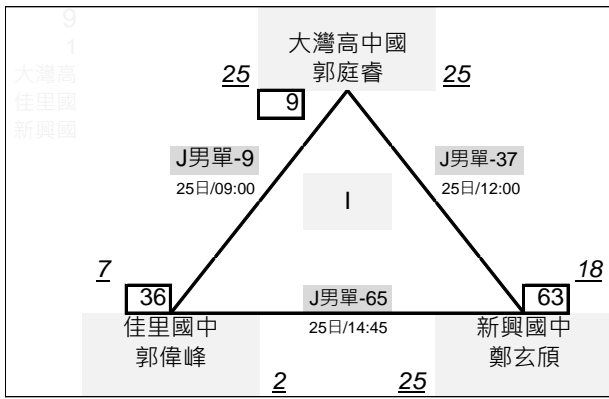 9
1
大灣高
佳里國
新興國
大灣高中國
郭庭睿
25
25
9
J男單-9
25日/09:00
J男單-37
25日/12:00
I
7
18
36
63
J男單-65
25日/14:45
佳里國中
郭偉峰
新興國中
鄭玄頎
2
25